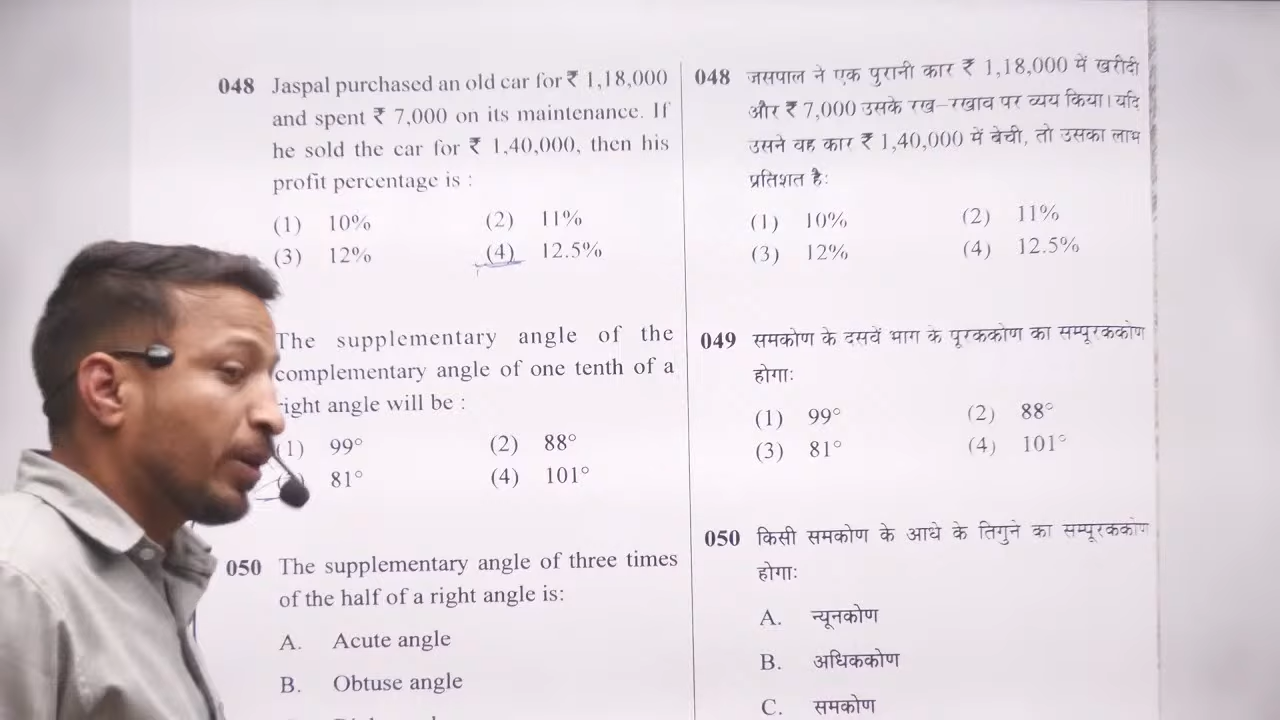 048 Jaspal purchased an old car for ₹ 1,18,000
and spent ₹ 7,000 on its maintenance. If
he sold the car for ₹ 1,40,000, then his
profit percentage is :
(1) 10% (2) 11%
(3) 12% (4) 12.5%
The supplementary angle of the
complementary angle of one tenth of a
right angle will be :
(1) 99° (2) 88°
81° (4) 101°
050 The supplementary angle of three times
of the half of a right angle is:
A. Acute angle
B. Obtuse angle
048 जसपाल ने एक पुरानी कार ₹ 1,18,000 में खरीदी
और ₹ 7,000 उसके रख-रखाव पर व्यय किया। यदि
उसने वह कार ₹ 1,40,000 में बेची, तो उसका लाभ
प्रतिशत है:
(1) 10% (2) 11%
(3) 12% (4) 12.5%
049 समकोण के दसवें भाग के पूरककोण का सम्पूरककोण
होगा:
(1) 99° (2) 88°
(3) 81° (4) 101°
050 किसी समकोण के आधे के तिगुने का सम्पूरककोण
होगा:
A. न्यूनकोण
B. अधिककोण
C. समकोण